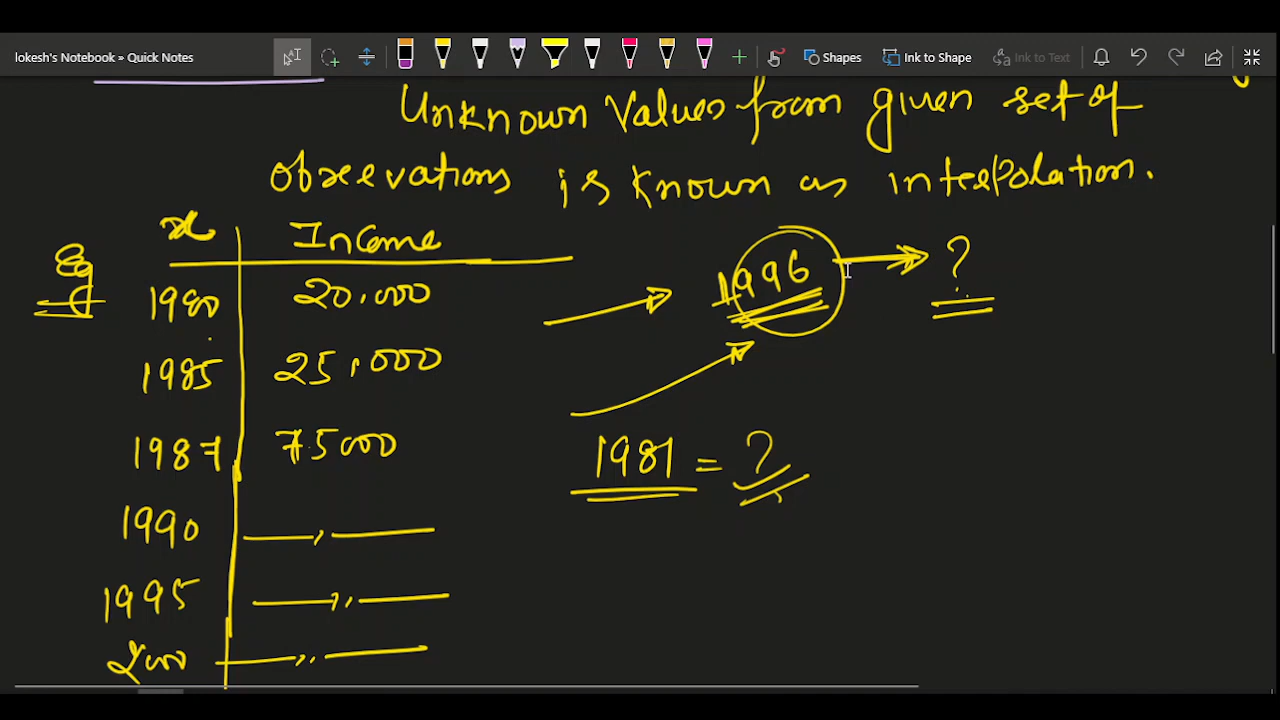 lokesh's Notebook » Quick Notes
Shapes
Ink to Shape
Ink to Text
Unknown values from given set of
observations is known as interpolation.
Eg
x Income
1980 20.000
1985 25,000
1987 75000
1990 —,,—
1995 —,,—
2000 —,,—
1996 → ?
1981 = ?